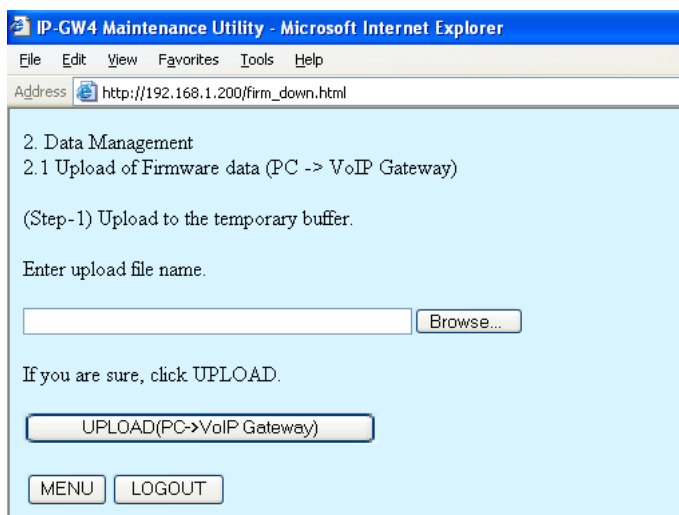 IP-GW4 Maintenance Utility - Microsoft Internet Explorer
File Edit View Favorites Tools Help
Address http://192.168.1.200/firm_down.html
2. Data Management
2.1 Upload of Firmware data (PC -> VoIP Gateway)
(Step-1) Upload to the temporary buffer.
Enter upload file name.
Browse...
If you are sure, click UPLOAD.
UPLOAD(PC->VoIP Gateway)
MENU LOGOUT